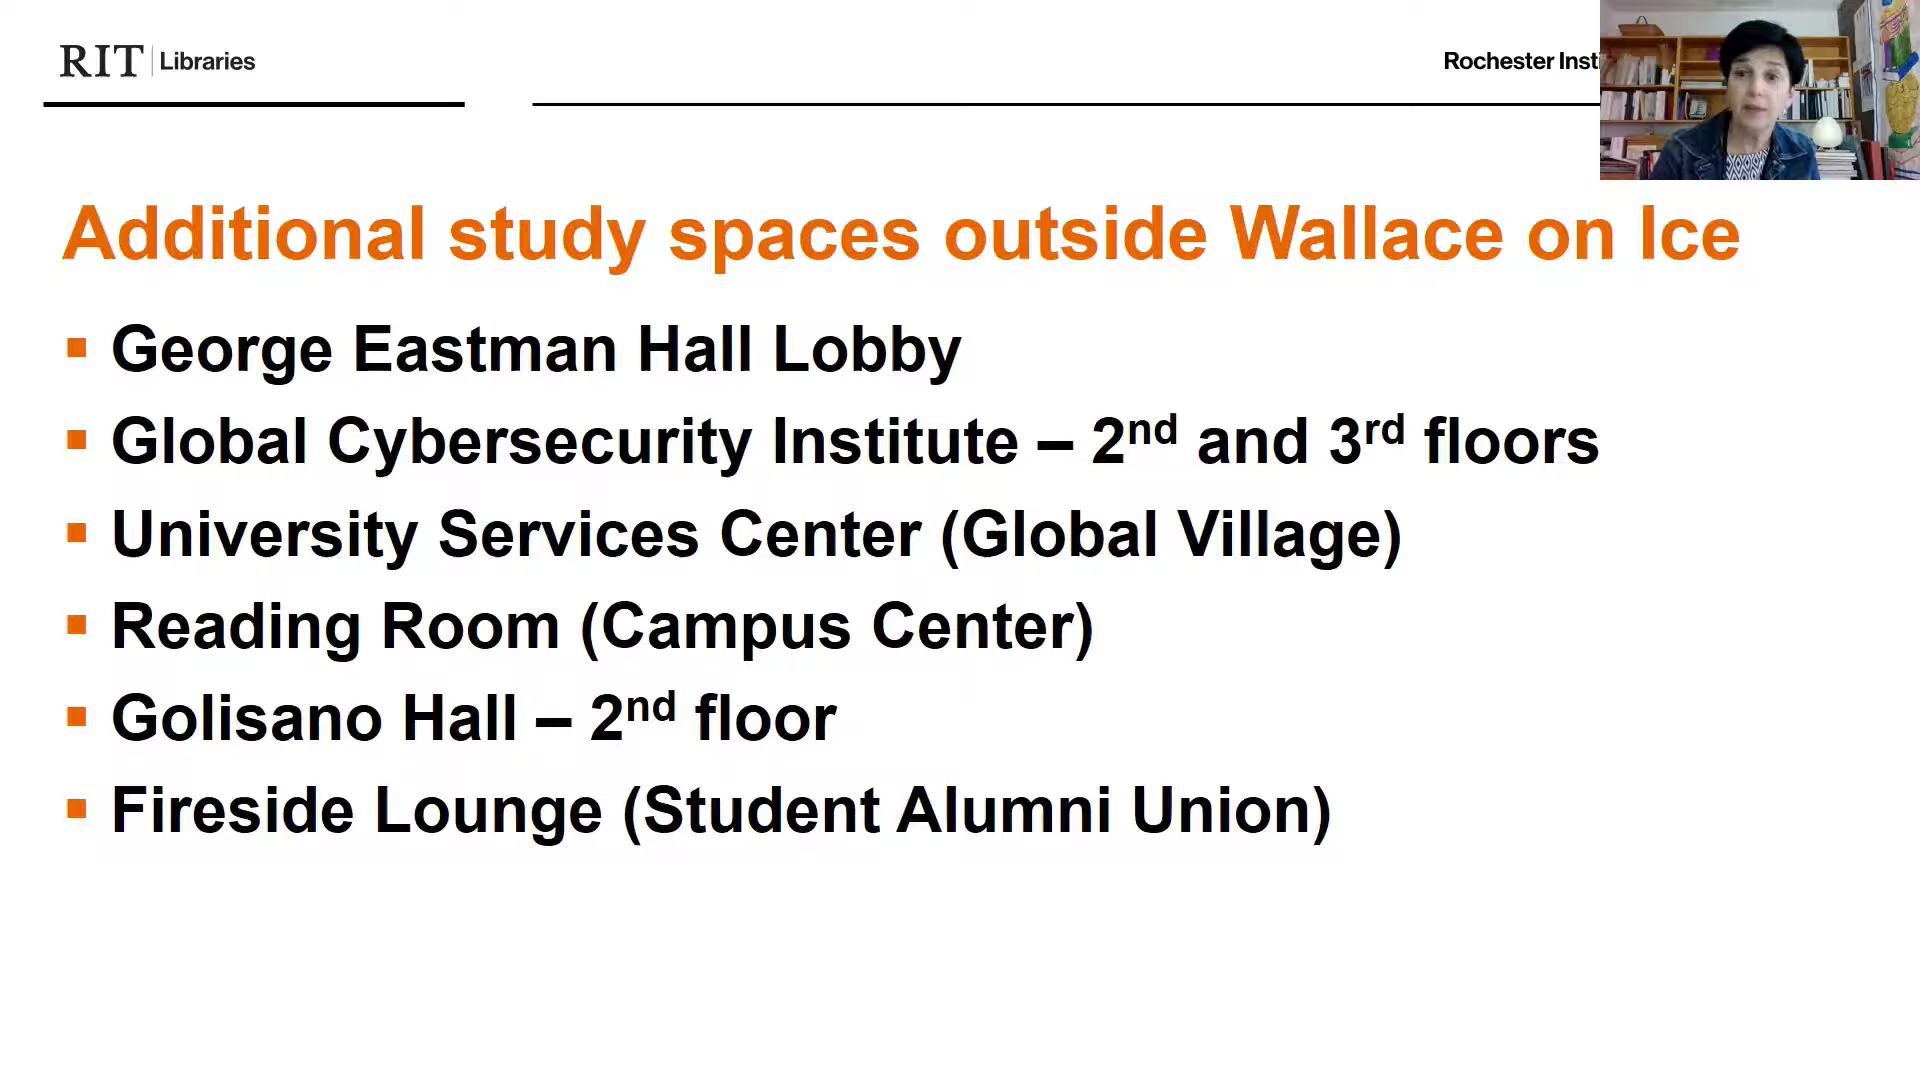 RIT | Libraries
Rochester Insti
Additional study spaces outside Wallace on Ice
▪ George Eastman Hall Lobby
▪ Global Cybersecurity Institute – 2nd and 3rd floors
▪ University Services Center (Global Village)
▪ Reading Room (Campus Center)
▪ Golisano Hall – 2nd floor
▪ Fireside Lounge (Student Alumni Union)